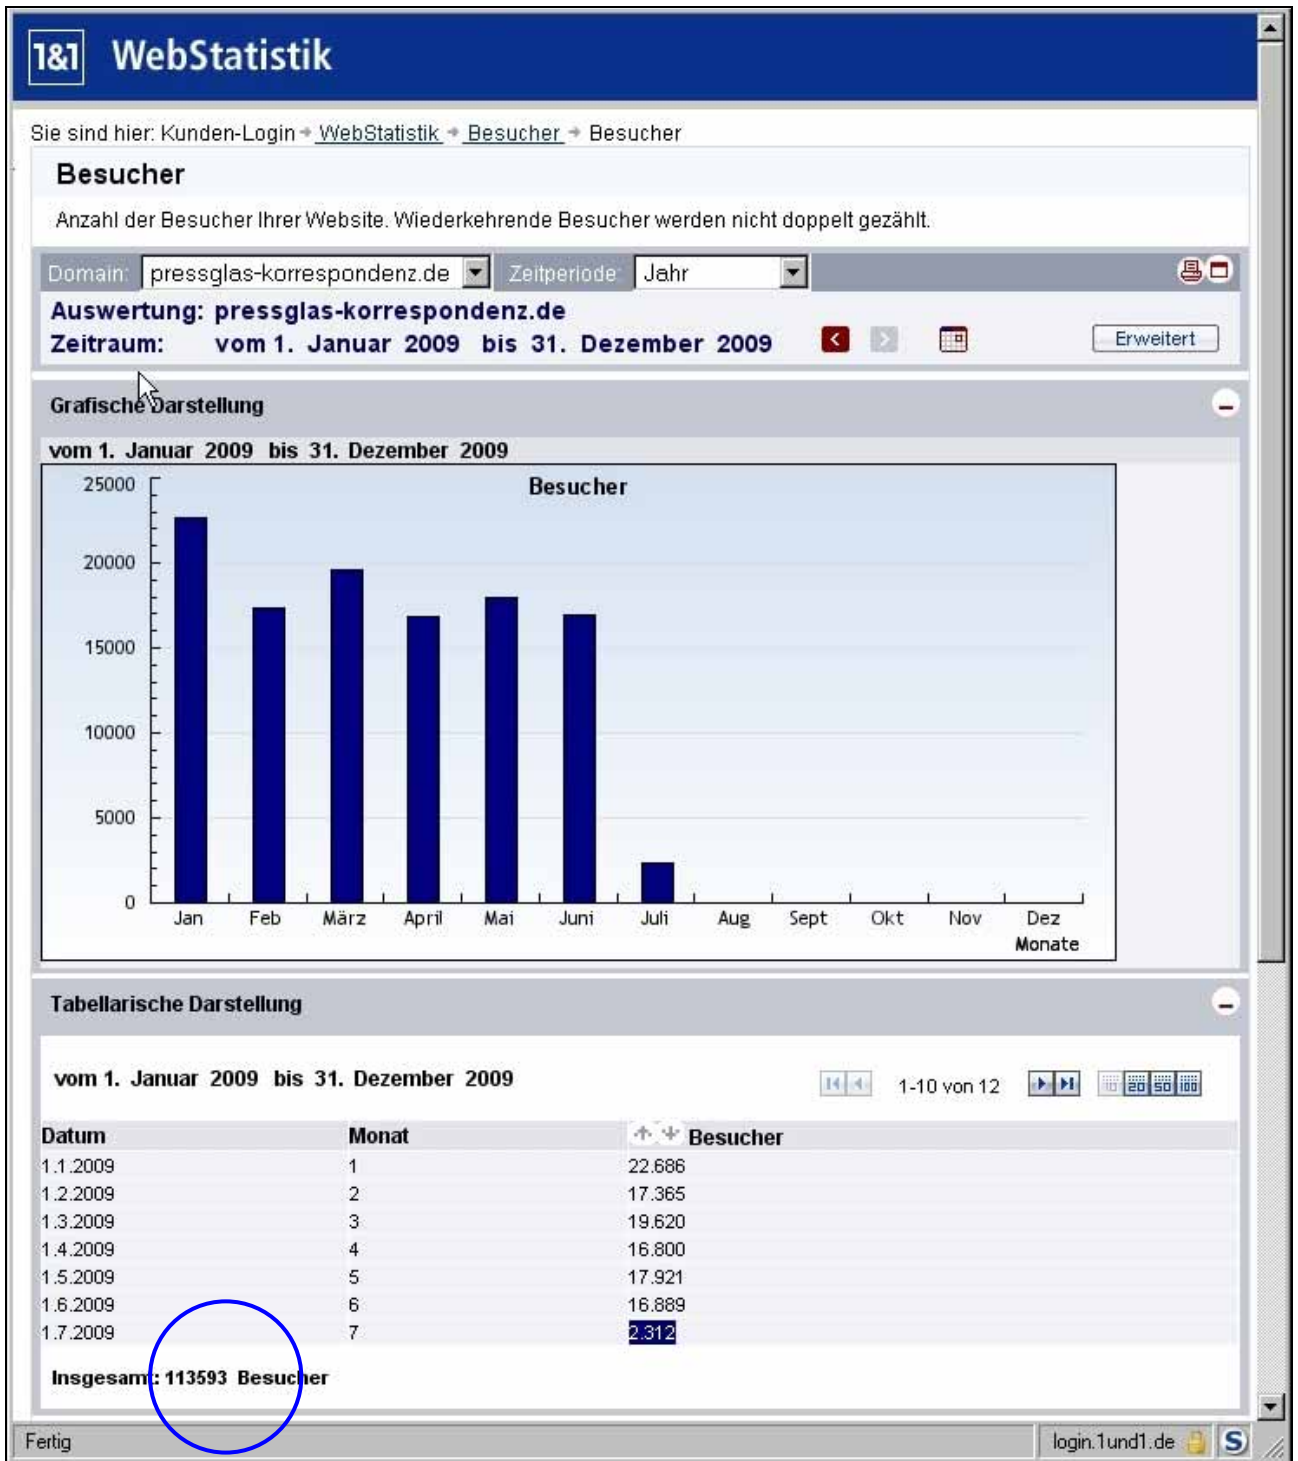 1&1 WebStatistik
Sie sind hier: Kunden-Login → WebStatistik → Besucher → Besucher
Besucher
Anzahl der Besucher Ihrer Website. Wiederkehrende Besucher werden nicht doppelt gezählt.
Domain: pressglas-korrespondenz.de Zeitperiode: Jahr
Auswertung: pressglas-korrespondenz.de
Zeitraum: vom 1. Januar 2009 bis 31. Dezember 2009 Erweitert
Grafische Darstellung
vom 1. Januar 2009 bis 31. Dezember 2009
Besucher
25000
20000
15000
10000
5000
0
Jan Feb März April Mai Juni Juli Aug Sept Okt Nov Dez
Monate
Tabellarische Darstellung
vom 1. Januar 2009 bis 31. Dezember 2009 1-10 von 12 10 20 50 100
Datum Monat Besucher
1.1.2009 1 22.686
1.2.2009 2 17.365
1.3.2009 3 19.620
1.4.2009 4 16.800
1.5.2009 5 17.921
1.6.2009 6 16.889
1.7.2009 7 2.312
Insgesamt: 113593 Besucher
Fertig login.1und1.de S